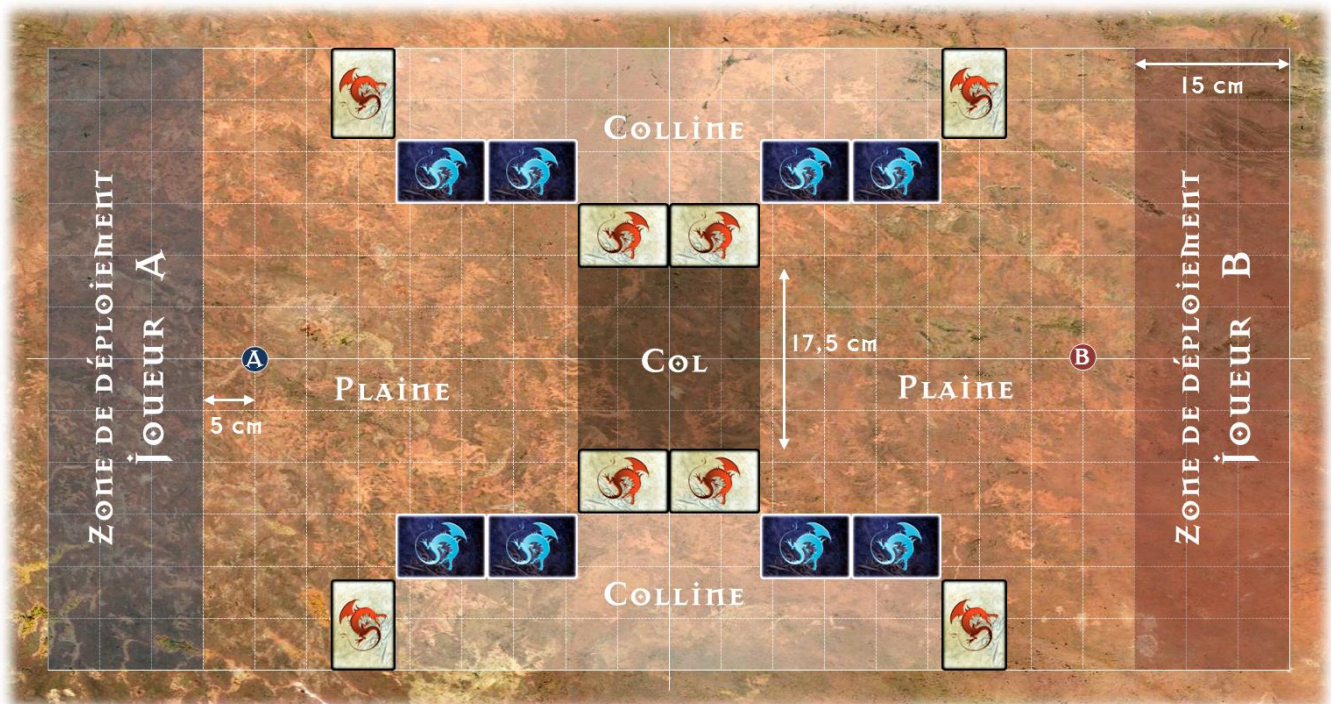 Zone de déploiement
Joueur A
Colline
15 cm
A
5 cm
Plaine
Col
17,5 cm
Plaine
B
Colline
Zone de déploiement
Joueur B